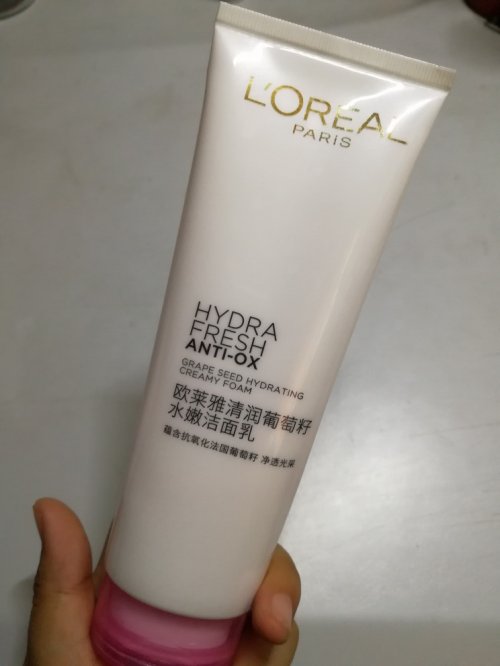 L'ORÉAL
PARIS
HYDRA
FRESH
ANTI-OX
GRAPE SEED HYDRATING
CREAMY FOAM
欧莱雅清润葡萄籽
水嫩洁面乳
蕴含抗氧化法国葡萄籽 净透光采